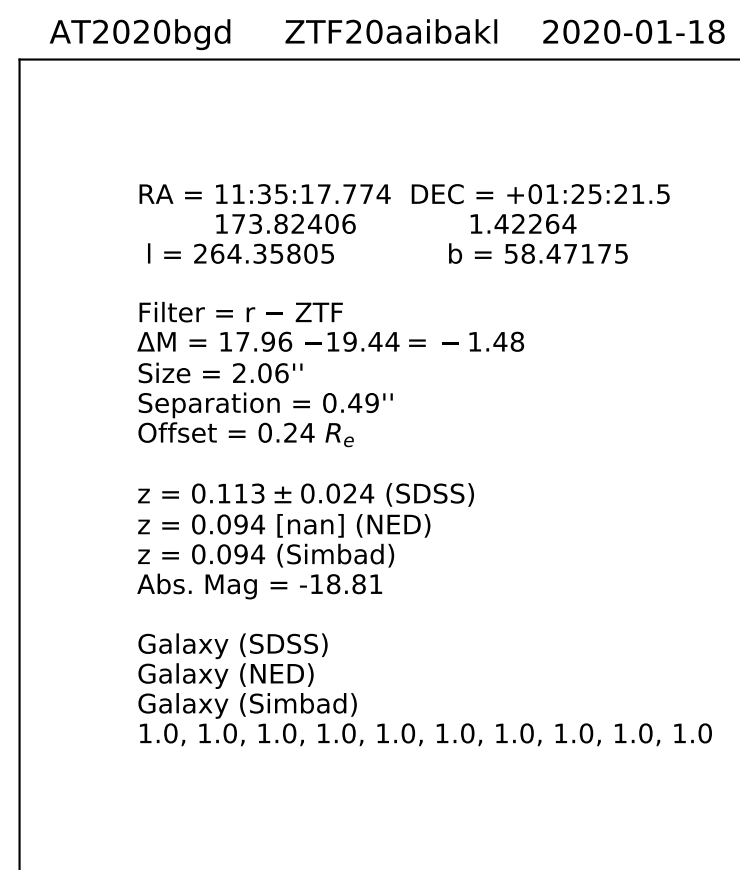 AT2020bgd ZTF20aaibakl 2020-01-18
RA = 11:35:17.774 DEC = +01:25:21.5
173.82406 1.42264
l = 264.35805 b = 58.47175
Filter = r − ZTF
ΔM = 17.96 −19.44 = − 1.48
Size = 2.06''
Separation = 0.49''
Offset = 0.24 Rₑ
z = 0.113 ± 0.024 (SDSS)
z = 0.094 [nan] (NED)
z = 0.094 (Simbad)
Abs. Mag = -18.81
Galaxy (SDSS)
Galaxy (NED)
Galaxy (Simbad)
1.0, 1.0, 1.0, 1.0, 1.0, 1.0, 1.0, 1.0, 1.0, 1.0